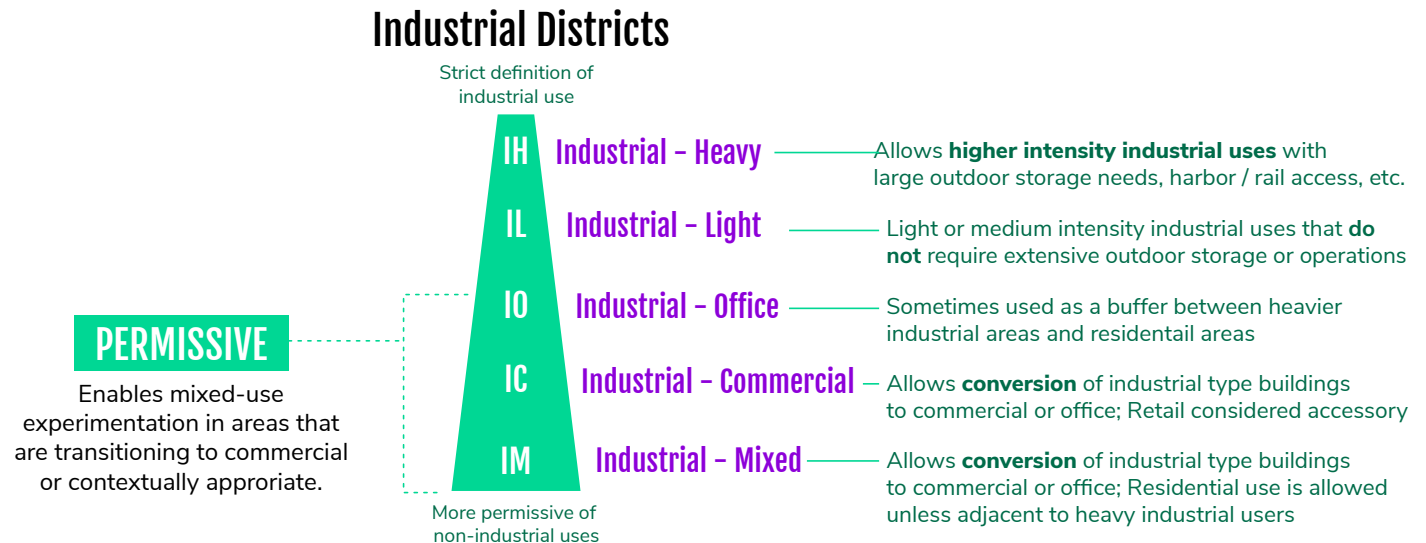 Industrial Districts
Strict definition of
industrial use
IH Industrial - Heavy
Allows higher intensity industrial uses with
large outdoor storage needs, harbor / rail access, etc.
IL Industrial - Light
Light or medium intensity industrial uses that do
not require extensive outdoor storage or operations
IO Industrial - Office
Sometimes used as a buffer between heavier
industrial areas and residentail areas
PERMISSIVE
Enables mixed-use
experimentation in areas that
are transitioning to commercial
or contextually approriate.
IC Industrial - Commercial
Allows conversion of industrial type buildings
to commercial or office; Retail considered accessory
IM Industrial - Mixed
Allows conversion of industrial type buildings
to commercial or office; Residential use is allowed
unless adjacent to heavy industrial users
More permissive of
non-industrial uses